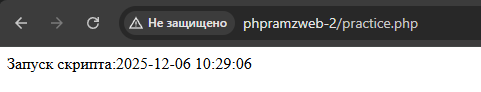 Не защищено phpramzweb-2/practice.php
Запуск скрипта:2025-12-06 10:29:06